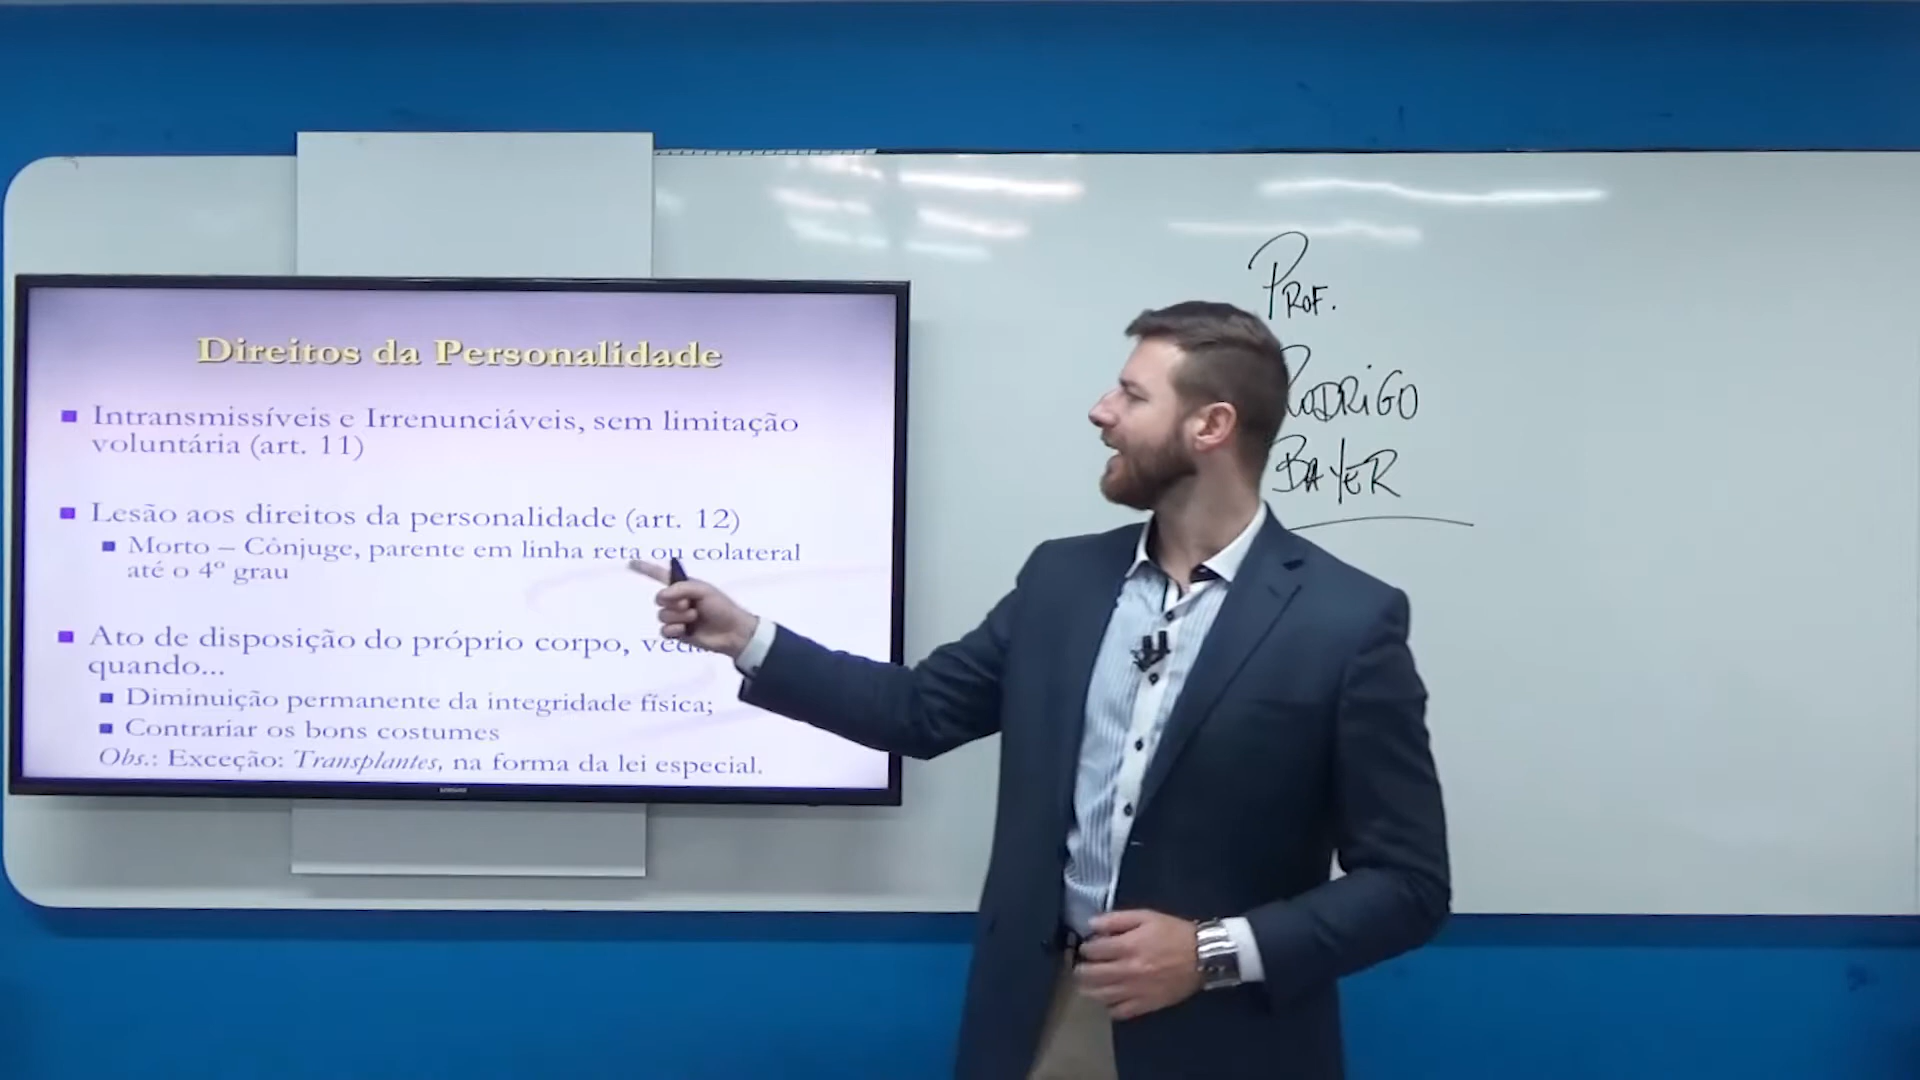 Direitos da Personalidade
Intransmissíveis e Irrenunciáveis, sem limitação
voluntária (art. 11)
Lesão aos direitos da personalidade (art. 12)
Morto – Cônjuge, parente em linha reta ou colateral
até o 4º grau
Ato de disposição do próprio corpo,
quando...
Diminuição permanente da integridade física;
Contrariar os bons costumes
Obs.: Exceção: Transplantes, na forma da lei especial.
SAMSUNG
PROF.
RODRIGO
BAYER